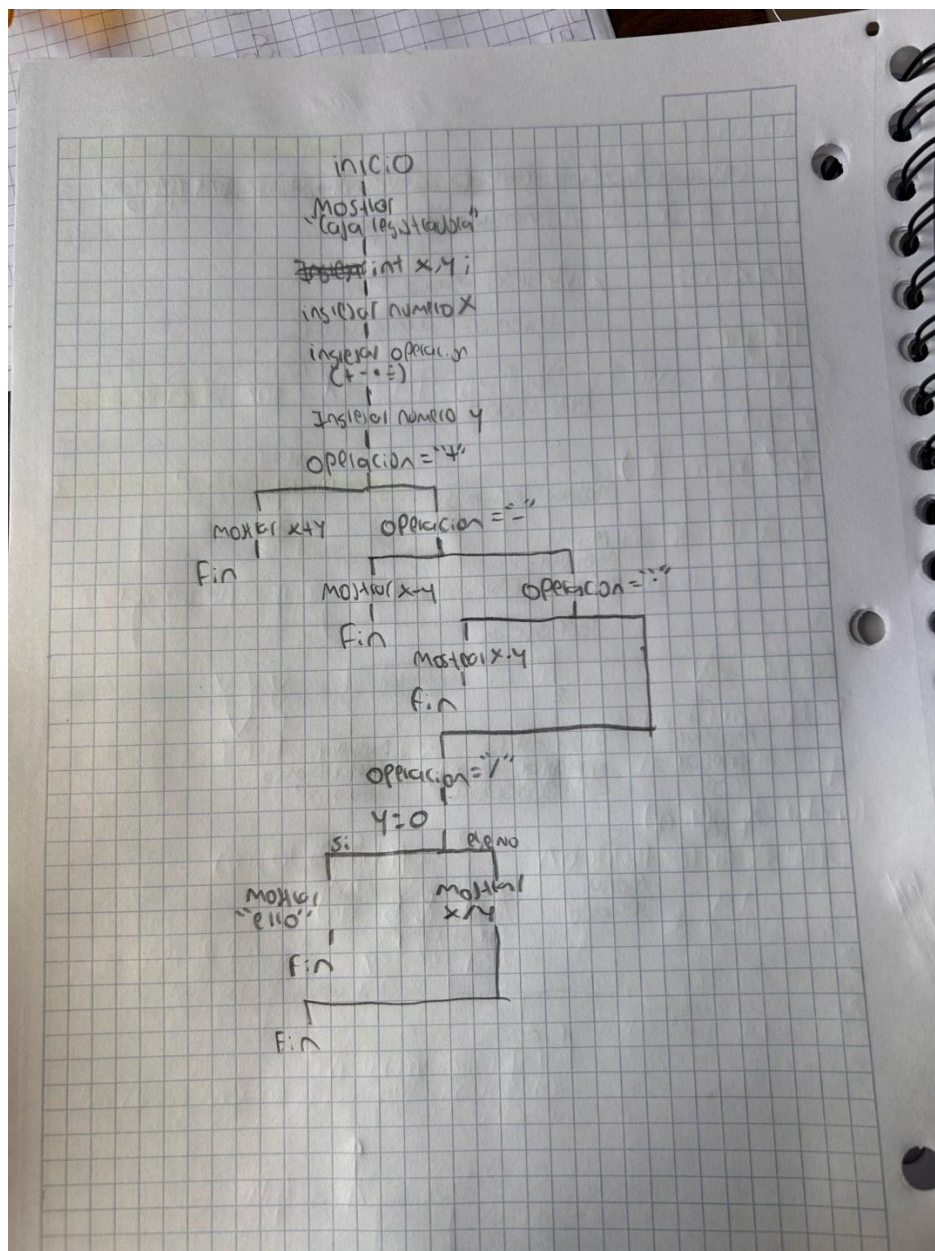 inicio
Mostrar
"Caja registradora"
int x,y;
ingresar numero x
ingresar operacion
(+ - • ÷)
Ingresar numero y
Operacion = "+"
mostrar x+y
Operacion = "-"
Fin
Mostrar x-y
Operacion = "·"
Fin
Mostrar x·y
fin
Operacion = "/"
y=0
Si
No
Mostrar
"error"
Mostrar
x/y
Fin
Fin